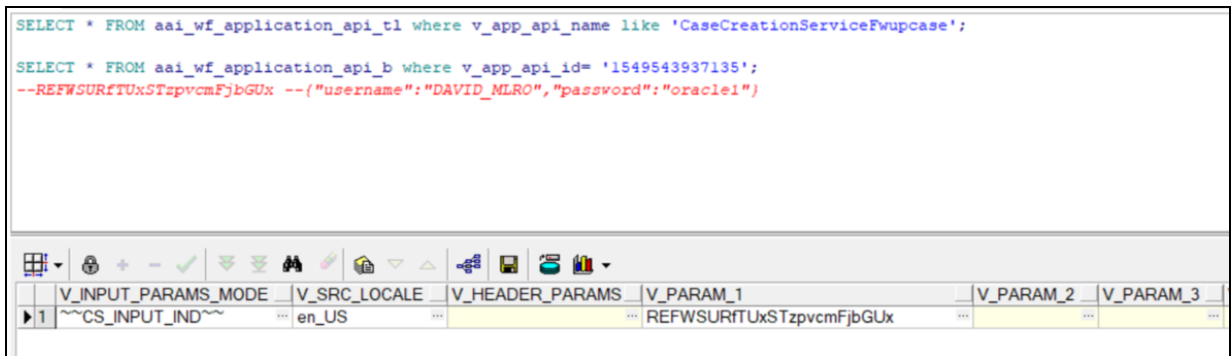 SELECT * FROM aai_wf_application_api_tl where v_app_api_name like 'CaseCreationServiceFwupcase';
SELECT * FROM aai_wf_application_api_b where v_app_api_id= '1549543937135';
--REFWSURfTUxSTzpvcmFjbGUx --{"username":"DAVID_MLRO","password":"oracle1"}
V_INPUT_PARAMS_MODE V_SRC_LOCALE V_HEADER_PARAMS V_PARAM_1 V_PARAM_2 V_PARAM_3
1 ~~CS_INPUT_IND~~ ... en_US ... ... REFWSURfTUxSTzpvcmFjbGUx ... ... ...